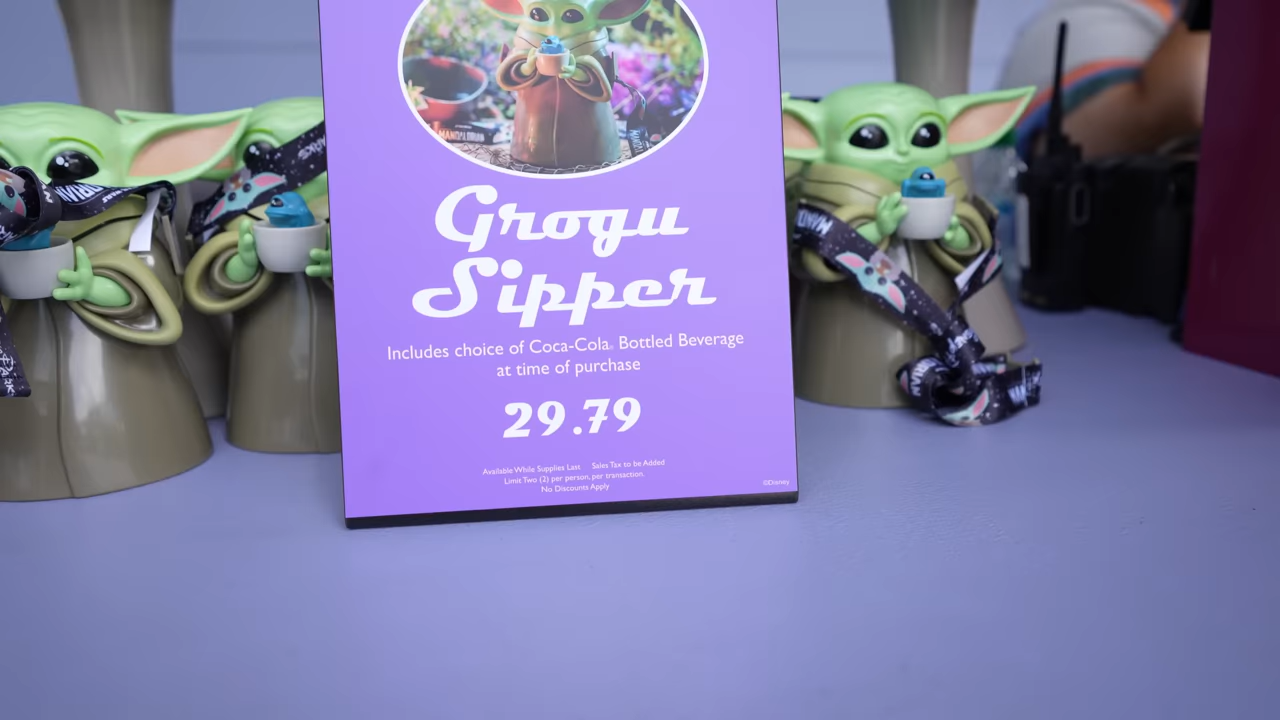 MANDALORIAN
Grogu
Sipper
Includes choice of Coca-Cola® Bottled Beverage
at time of purchase
29.79
Available While Supplies Last Sales Tax to be Added
Limit Two (2) per person, per transaction.
No Discounts Apply
©Disney